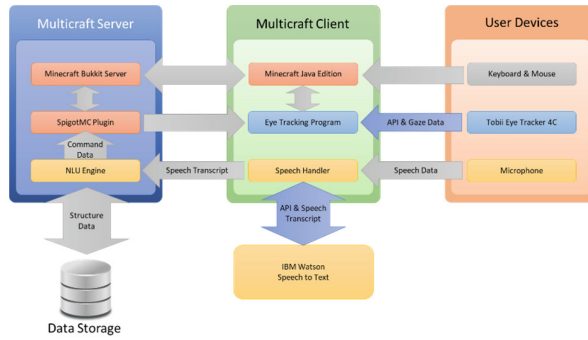 Multicraft Server
Multicraft Client
User Devices
Minecraft Bukkit Server
Minecraft Java Edition
Keyboard & Mouse
SpigotMC Plugin
Eye Tracking Program
API & Gaze Data
Tobii Eye Tracker 4C
Command
Data
NLU Engine
Speech Transcript
Speech Handler
Speech Data
Microphone
Structure
Data
API & Speech
Transcript
IBM Watson
Speech to Text
Data Storage